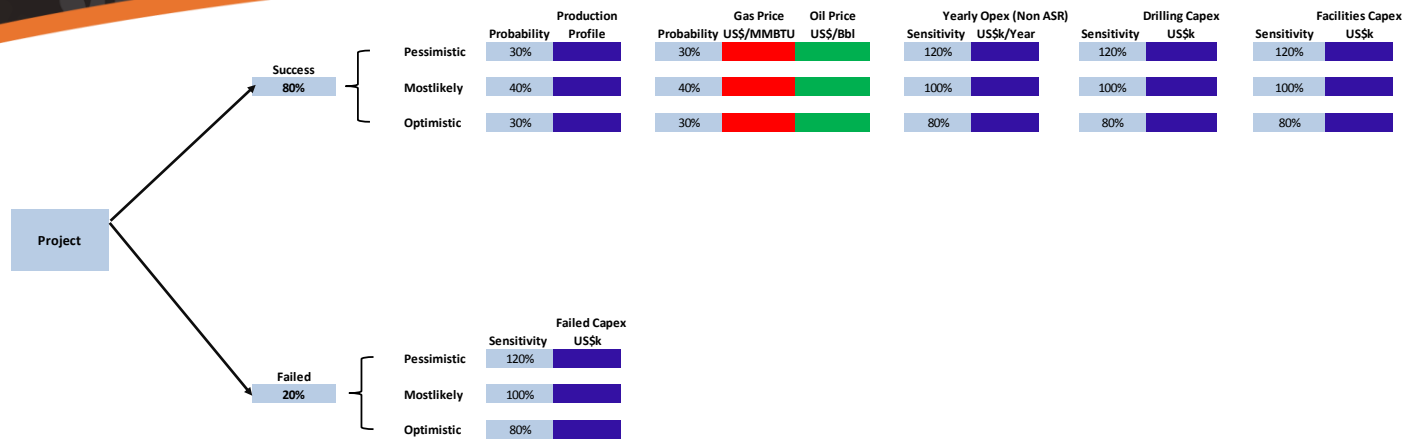 Production Gas Price Oil Price Yearly Opex (Non ASR) Drilling Capex Facilities Capex
Probability Profile Probability US$/MMBTU US$/Bbl Sensitivity US$k/Year Sensitivity US$k Sensitivity US$k
Pessimistic 30% 30% 120% 120% 120%
Success
80% Mostlikely 40% 40% 100% 100% 100%
Optimistic 30% 30% 80% 80% 80%
Project
Failed Capex
Sensitivity US$k
Pessimistic 120%
Failed
20% Mostlikely 100%
Optimistic 80%